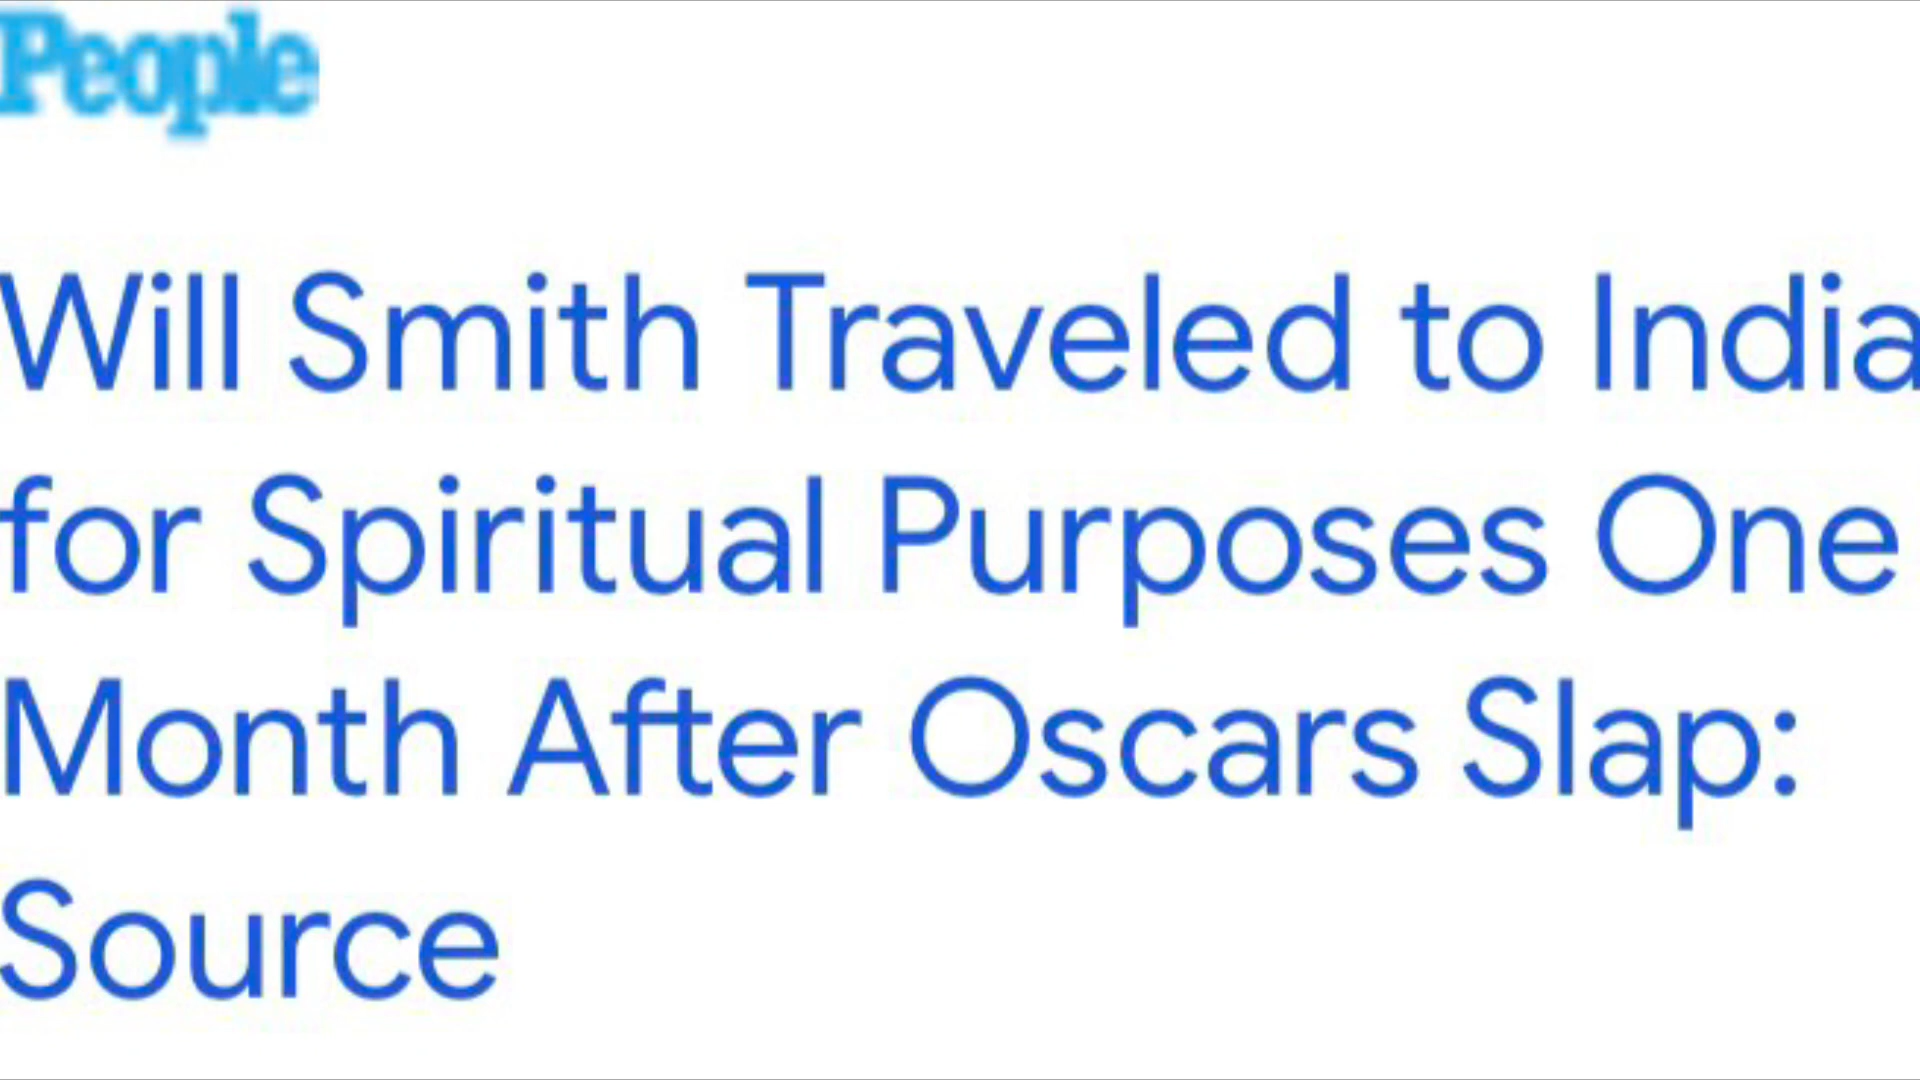 People
Will Smith Traveled to India
for Spiritual Purposes One
Month After Oscars Slap:
Source